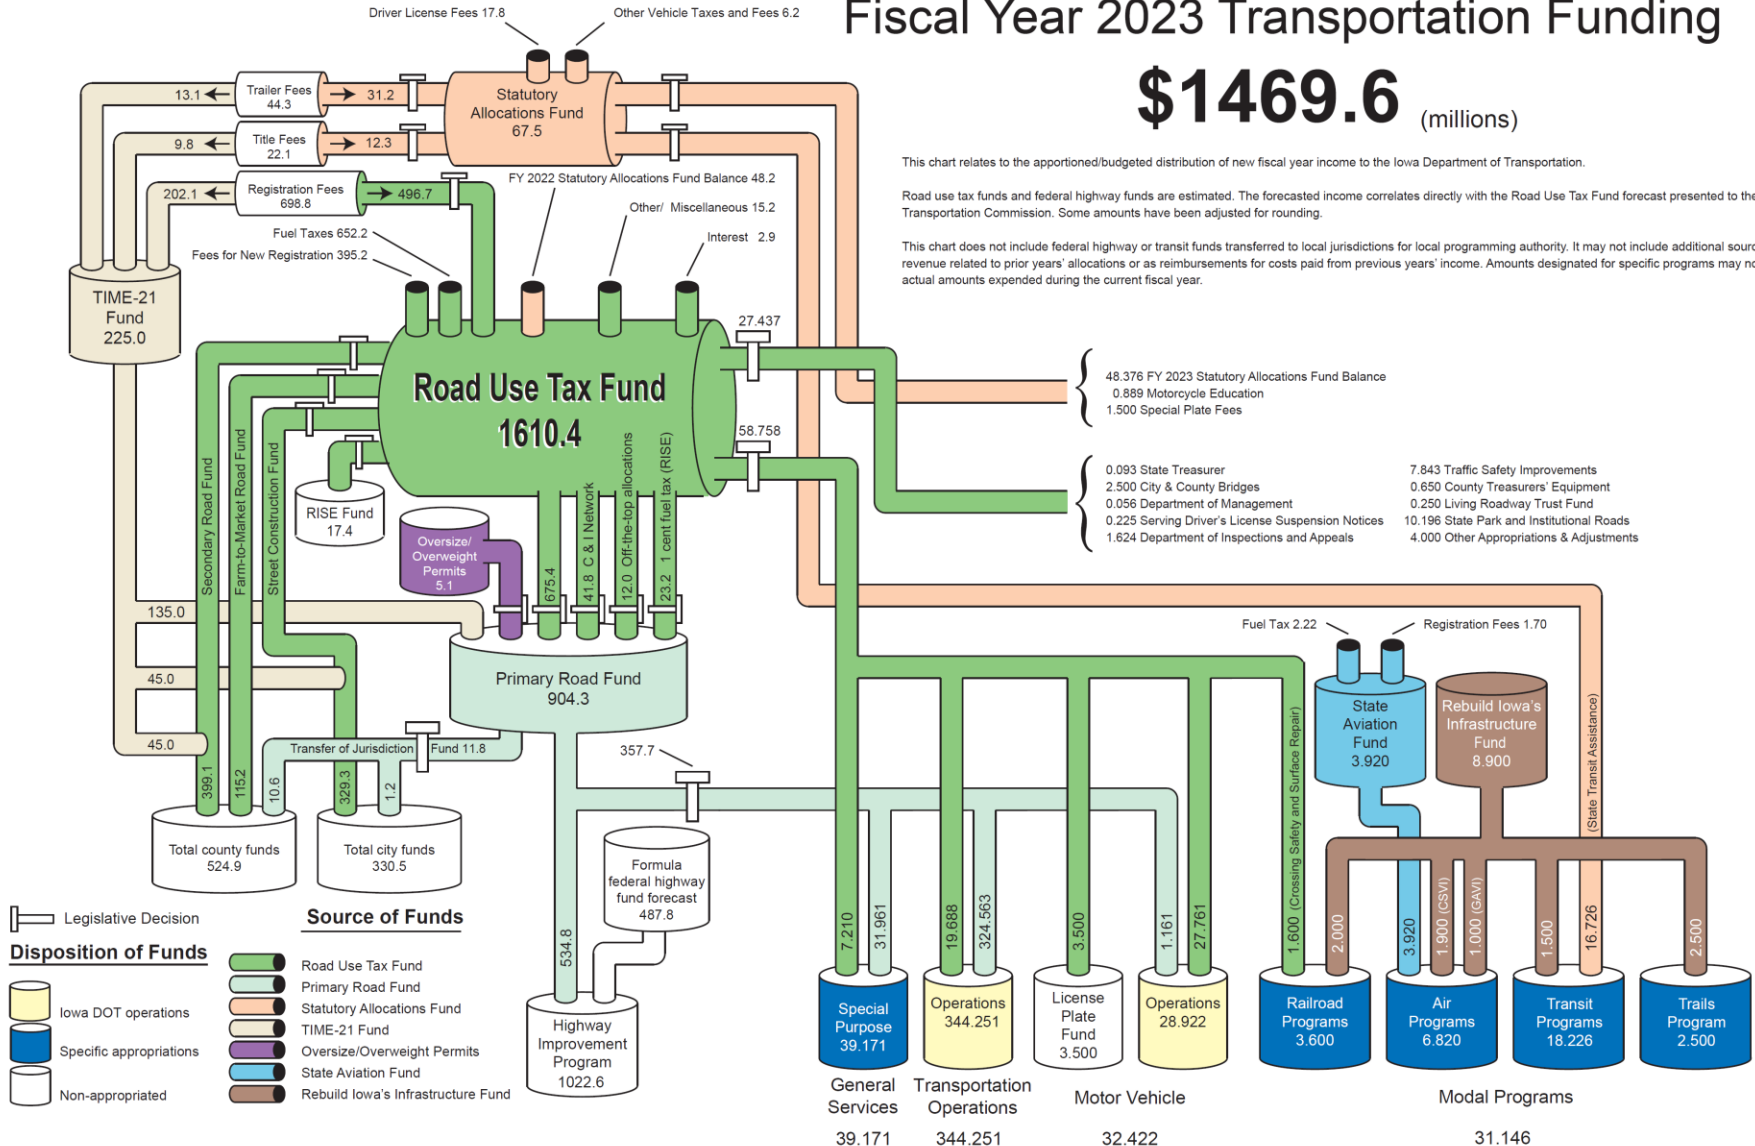 Fiscal Year 2023 Transportation Funding
$1469.6 (millions)
This chart relates to the apportioned/budgeted distribution of new fiscal year income to the Iowa Department of Transportation.
Road use tax funds and federal highway funds are estimated. The forecasted income correlates directly with the Road Use Tax Fund forecast presented to the
Transportation Commission. Some amounts have been adjusted for rounding.
This chart does not include federal highway or transit funds transferred to local jurisdictions for local programming authority. It may not include additional
revenue related to prior years' allocations or as reimbursements for costs paid from previous years' income. Amounts designated for specific programs may
actual amounts expended during the current fiscal year.
Driver License Fees 17.8
Other Vehicle Taxes and Fees 6.2
13.1
Trailer Fees
44.3
31.2
Statutory
Allocations Fund
67.5
9.8
Title Fees
22.1
12.3
202.1
Registration Fees
698.8
496.7
FY 2022 Statutory Allocations Fund Balance 48.2
Other/ Miscellaneous 15.2
Interest 2.9
Fuel Taxes 652.2
Fees for New Registration 395.2
TIME-21
Fund
225.0
Road Use Tax Fund
1610.4
27.437
58.758
48.376 FY 2023 Statutory Allocations Fund Balance
0.889 Motorcycle Education
1.500 Special Plate Fees
0.093 State Treasurer
2.500 City & County Bridges
0.056 Department of Management
0.225 Serving Driver's License Suspension Notices
1.624 Department of Inspections and Appeals
7.843 Traffic Safety Improvements
0.650 County Treasurers' Equipment
0.250 Living Roadway Trust Fund
10.196 State Park and Institutional Roads
4.000 Other Appropriations & Adjustments
Secondary Road Fund
Farm-to-Market Road Fund
Street Construction Fund
RISE Fund
17.4
Oversize/
Overweight
Permits
5.1
675.4
41.8 C & I Network
12.0 Off-the-top allocations
23.2 1 cent fuel tax (RISE)
135.0
45.0
45.0
Primary Road Fund
904.3
Transfer of Jurisdiction Fund 11.8
399.1
115.2
10.6
329.3
1.2
Total county funds
524.9
Total city funds
330.5
357.7
Formula
federal highway
fund forecast
487.8
534.8
Highway
Improvement
Program
1022.6
Fuel Tax 2.22
Registration Fees 1.70
State
Aviation
Fund
3.920
Rebuild Iowa's
Infrastructure
Fund
8.900
7.210
31.961
19.688
324.563
3.500
1.161
27.761
1.600 (Crossing Safety and Surface Repair)
2.000
3.920
1.900 (CSVI)
1.000 (GAVI)
1.500
16.726 (State Transit Assistance)
2.500
Special
Purpose
39.171
Operations
344.251
License
Plate
Fund
3.500
Operations
28.922
Railroad
Programs
3.600
Air
Programs
6.820
Transit
Programs
18.226
Trails
Program
2.500
General
Services
39.171
Transportation
Operations
344.251
Motor Vehicle
32.422
Modal Programs
31.146
Legislative Decision
Disposition of Funds
Iowa DOT operations
Specific appropriations
Non-appropriated
Source of Funds
Road Use Tax Fund
Primary Road Fund
Statutory Allocations Fund
TIME-21 Fund
Oversize/Overweight Permits
State Aviation Fund
Rebuild Iowa's Infrastructure Fund